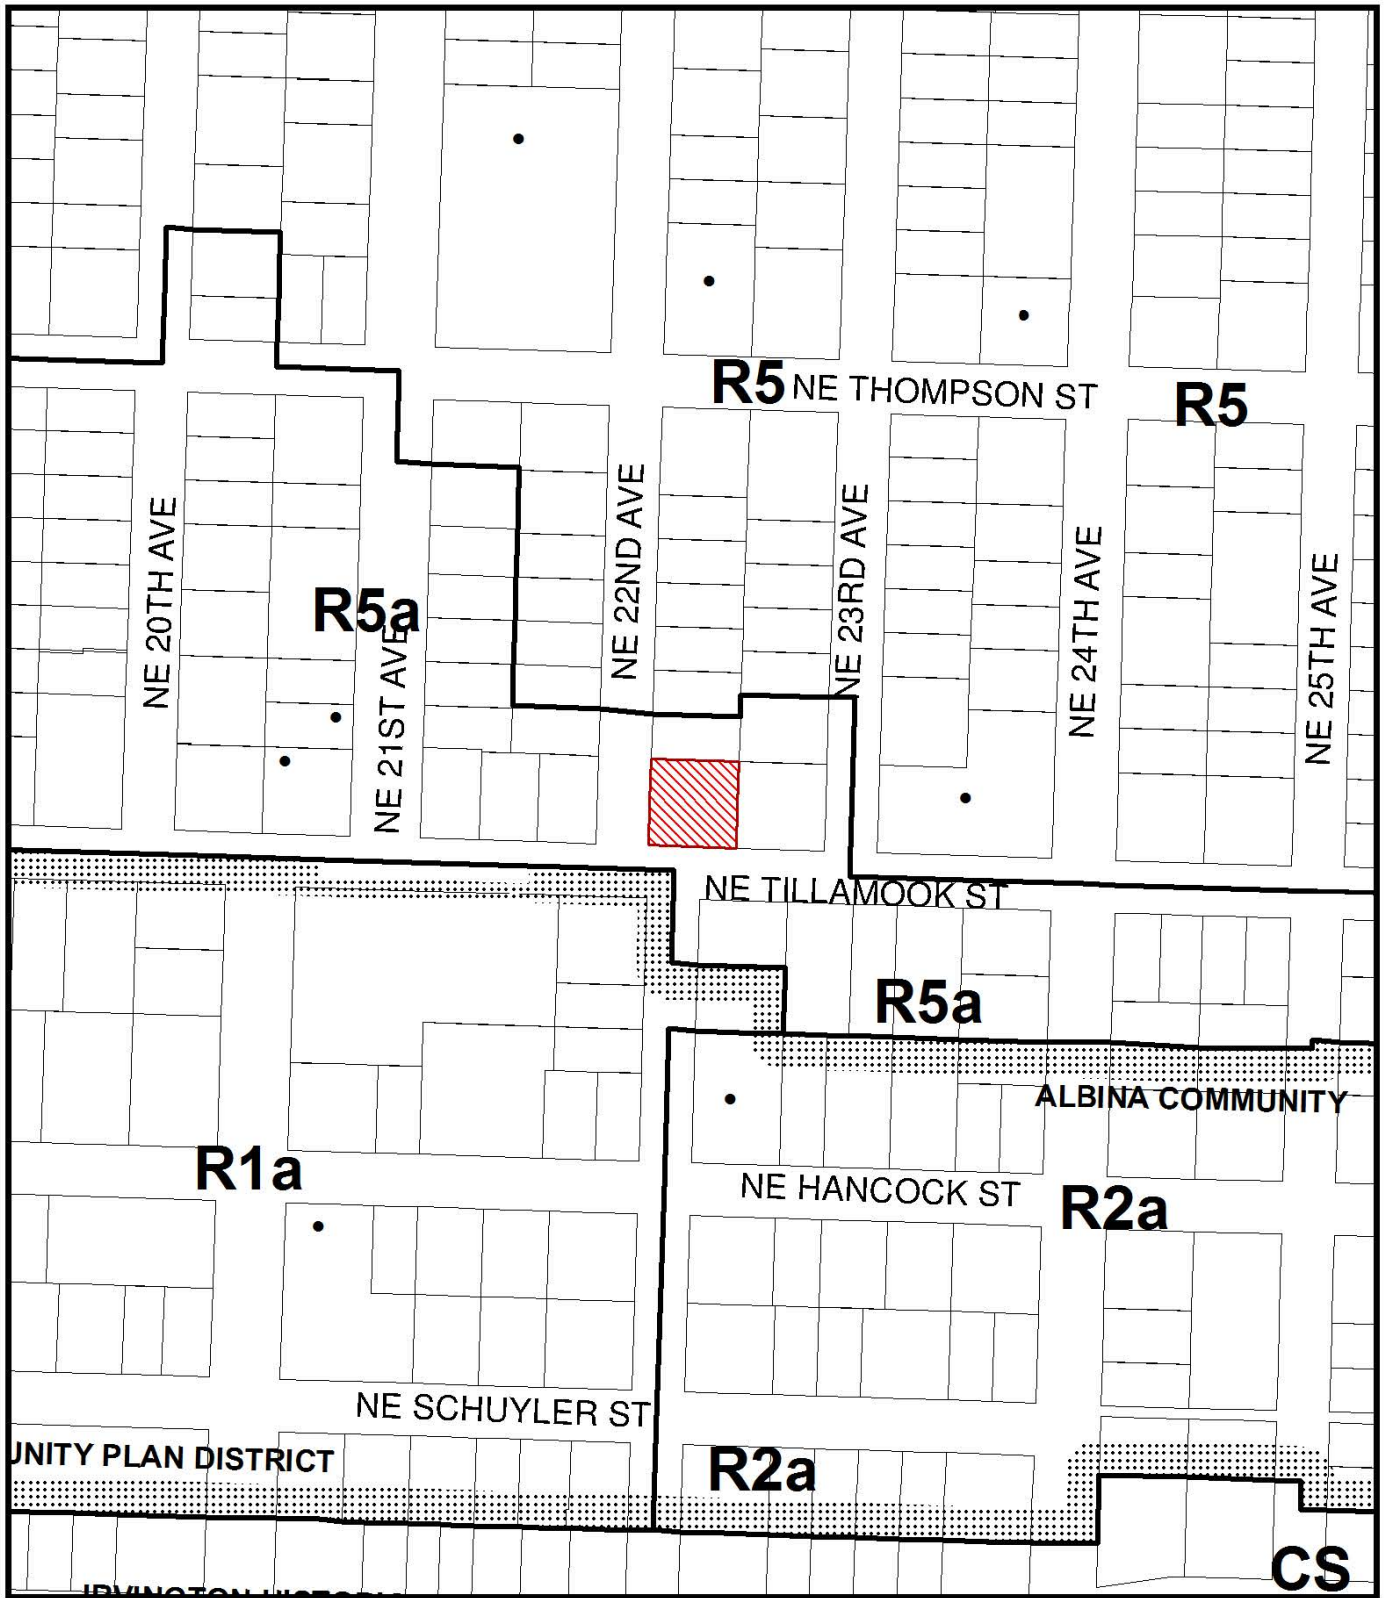 R5
NE THOMPSON ST
R5
NE 20TH AVE
R5a
NE 21ST AVE
NE 22ND AVE
NE 23RD AVE
NE 24TH AVE
NE 25TH AVE
NE TILLAMOOK ST
R5a
ALBINA COMMUNITY
R1a
NE HANCOCK ST
R2a
NE SCHUYLER ST
UNITY PLAN DISTRICT
R2a
CS
IRVINGTON HISTORIC